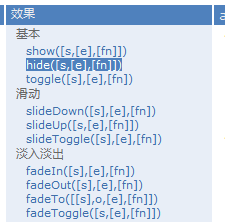 效果
基本
show([s,[e],[fn]])
hide([s,[e],[fn]])
toggle([s],[e],[fn])
滑动
slideDown([s],[e],[fn])
slideUp([s,[e],[fn]])
slideToggle([s],[e],[fn])
淡入淡出
fadeIn([s],[e],[fn])
fadeOut([s],[e],[fn])
fadeTo([[s],o,[e],[fn]])
fadeToggle([s,[e],[fn]])